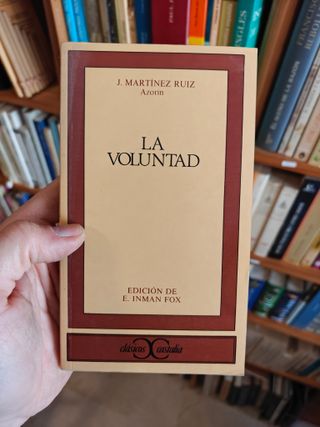 J. MARTÍNEZ RUIZ
Azorín
LA
VOLUNTAD
EDICIÓN DE
E. INMAN FOX
clásicos castalia